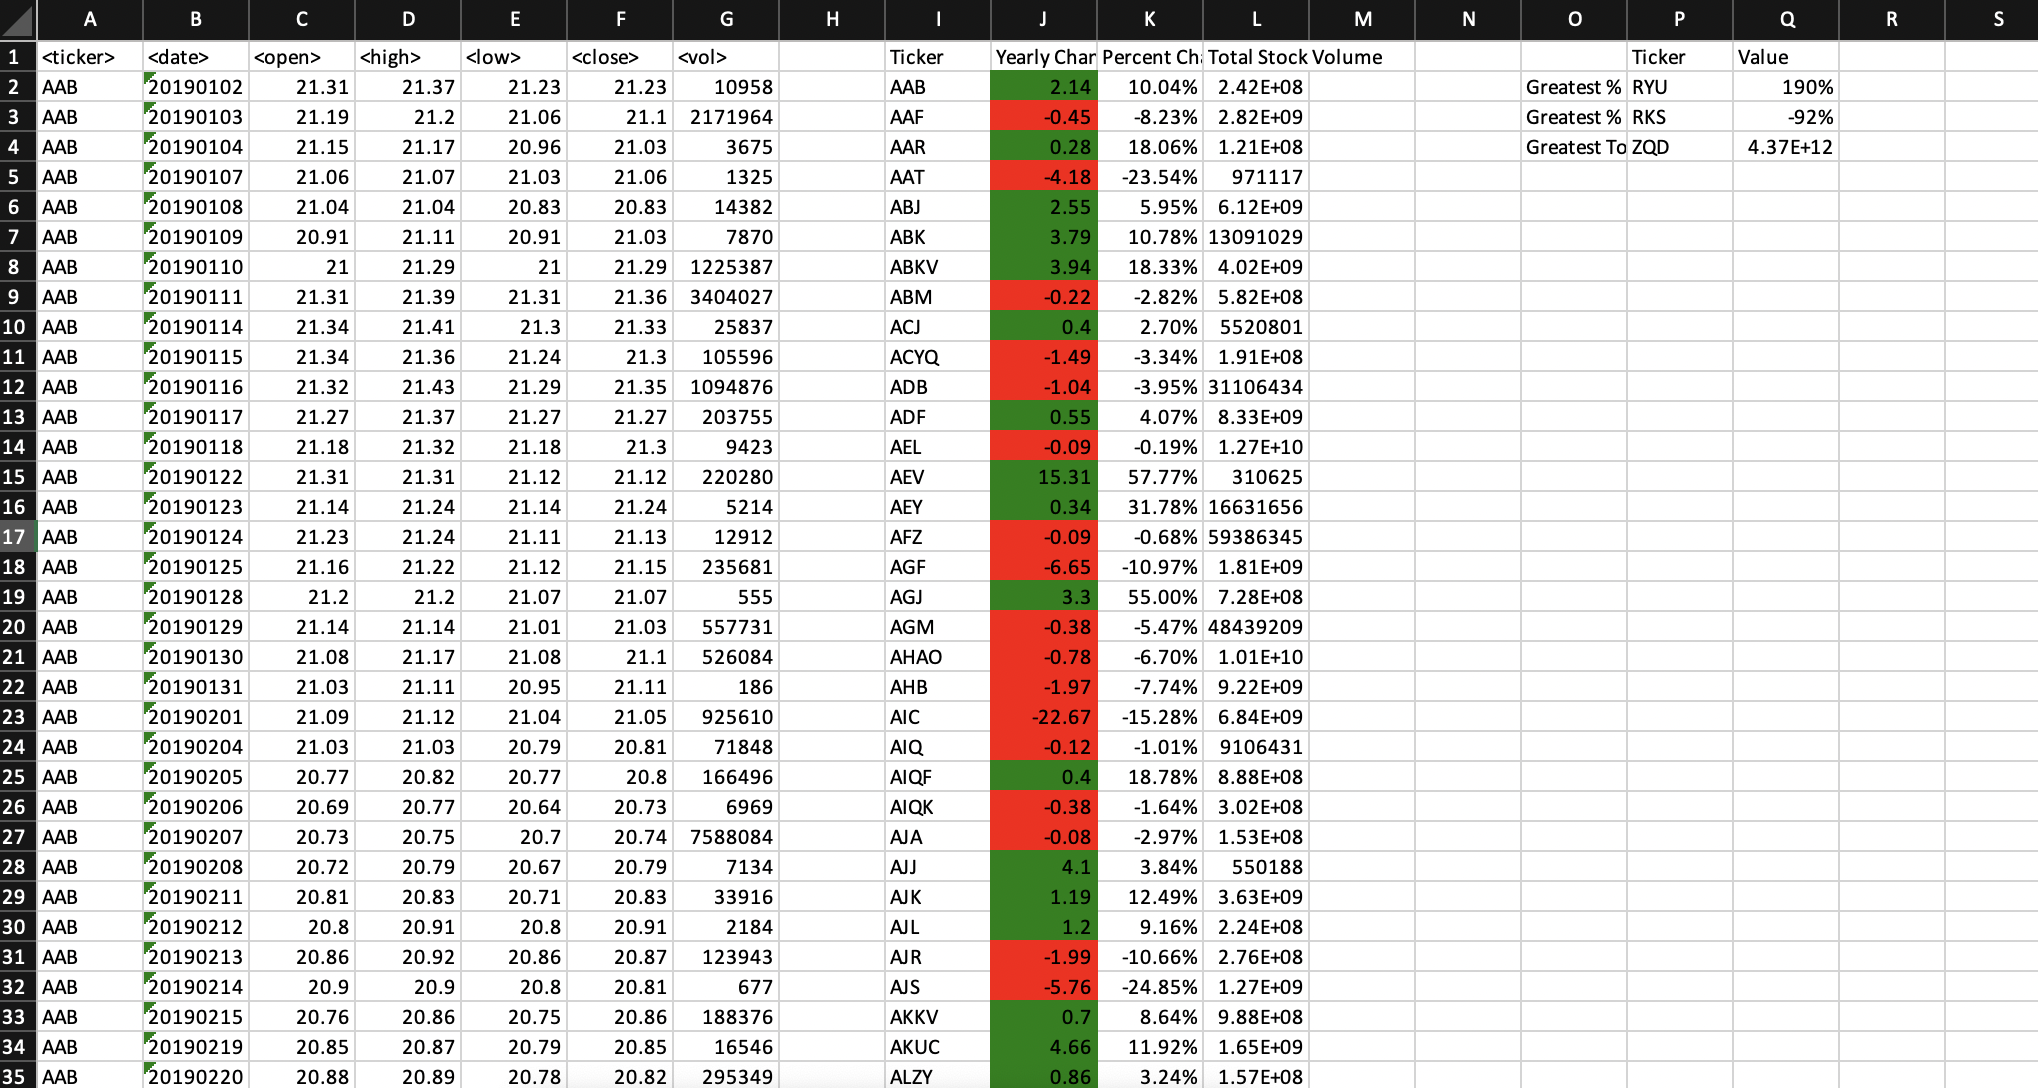 A B C D E F G H I J K L M N O P Q R S
1 <ticker> <date> <open> <high> <low> <close> <vol> Ticker Yearly Char Percent Ch Total Stock Volume Ticker Value
2 AAB 20190102 21.31 21.37 21.23 21.23 10958 AAB 2.14 10.04% 2.42E+08 Greatest % RYU 190%
3 AAB 20190103 21.19 21.2 21.06 21.1 2171964 AAF -0.45 -8.23% 2.82E+09 Greatest % RKS -92%
4 AAB 20190104 21.15 21.17 20.96 21.03 3675 AAR 0.28 18.06% 1.21E+08 Greatest To ZQD 4.37E+12
5 AAB 20190107 21.06 21.07 21.03 21.06 1325 AAT -4.18 -23.54% 971117
6 AAB 20190108 21.04 21.04 20.83 20.83 14382 ABJ 2.55 5.95% 6.12E+09
7 AAB 20190109 20.91 21.11 20.91 21.03 7870 ABK 3.79 10.78% 13091029
8 AAB 20190110 21 21.29 21 21.29 1225387 ABKV 3.94 18.33% 4.02E+09
9 AAB 20190111 21.31 21.39 21.31 21.36 3404027 ABM -0.22 -2.82% 5.82E+08
10 AAB 20190114 21.34 21.41 21.3 21.33 25837 ACJ 0.4 2.70% 5520801
11 AAB 20190115 21.34 21.36 21.24 21.3 105596 ACYQ -1.49 -3.34% 1.91E+08
12 AAB 20190116 21.32 21.43 21.29 21.35 1094876 ADB -1.04 -3.95% 31106434
13 AAB 20190117 21.27 21.37 21.27 21.27 203755 ADF 0.55 4.07% 8.33E+09
14 AAB 20190118 21.18 21.32 21.18 21.3 9423 AEL -0.09 -0.19% 1.27E+10
15 AAB 20190122 21.31 21.31 21.12 21.12 220280 AEV 15.31 57.77% 310625
16 AAB 20190123 21.14 21.24 21.14 21.24 5214 AEY 0.34 31.78% 16631656
17 AAB 20190124 21.23 21.24 21.11 21.13 12912 AFZ -0.09 -0.68% 59386345
18 AAB 20190125 21.16 21.22 21.12 21.15 235681 AGF -6.65 -10.97% 1.81E+09
19 AAB 20190128 21.2 21.2 21.07 21.07 555 AGJ 3.3 55.00% 7.28E+08
20 AAB 20190129 21.14 21.14 21.01 21.03 557731 AGM -0.38 -5.47% 48439209
21 AAB 20190130 21.08 21.17 21.08 21.1 526084 AHAO -0.78 -6.70% 1.01E+10
22 AAB 20190131 21.03 21.11 20.95 21.11 186 AHB -1.97 -7.74% 9.22E+09
23 AAB 20190201 21.09 21.12 21.04 21.05 925610 AIC -22.67 -15.28% 6.84E+09
24 AAB 20190204 21.03 21.03 20.79 20.81 71848 AIQ -0.12 -1.01% 9106431
25 AAB 20190205 20.77 20.82 20.77 20.8 166496 AIQF 0.4 18.78% 8.88E+08
26 AAB 20190206 20.69 20.77 20.64 20.73 6969 AIQK -0.38 -1.64% 3.02E+08
27 AAB 20190207 20.73 20.75 20.7 20.74 7588084 AJA -0.08 -2.97% 1.53E+08
28 AAB 20190208 20.72 20.79 20.67 20.79 7134 AJJ 4.1 3.84% 550188
29 AAB 20190211 20.81 20.83 20.71 20.83 33916 AJK 1.19 12.49% 3.63E+09
30 AAB 20190212 20.8 20.91 20.8 20.91 2184 AJL 1.2 9.16% 2.24E+08
31 AAB 20190213 20.86 20.92 20.86 20.87 123943 AJR -1.99 -10.66% 2.76E+08
32 AAB 20190214 20.9 20.9 20.8 20.81 677 AJS -5.76 -24.85% 1.27E+09
33 AAB 20190215 20.76 20.86 20.75 20.86 188376 AKKV 0.7 8.64% 9.88E+08
34 AAB 20190219 20.85 20.87 20.79 20.85 16546 AKUC 4.66 11.92% 1.65E+09
35 AAB 20190220 20.88 20.89 20.78 20.82 295349 ALZY 0.86 3.24% 1.57E+08